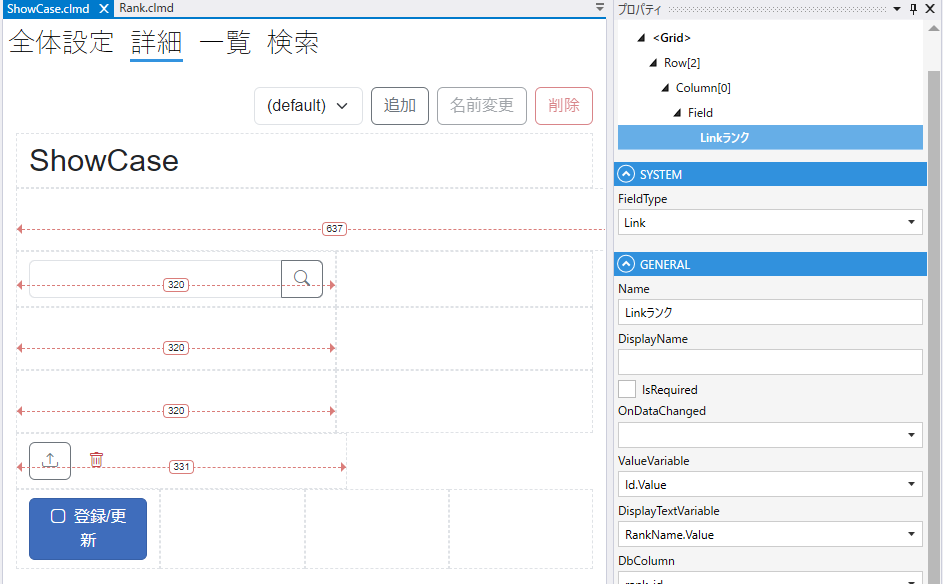 ShowCase.clmd
Rank.clmd
全体設定 詳細 一覧 検索
(default) 追加 名前変更 削除
ShowCase
637
320
320
320
331
登録/更
新
プロパティ
<Grid>
Row[2]
Column[0]
Field
Linkランク
SYSTEM
FieldType
Link
GENERAL
Name
Linkランク
DisplayName
IsRequired
OnDataChanged
ValueVariable
Id.Value
DisplayTextVariable
RankName.Value
DbColumn
rank_id